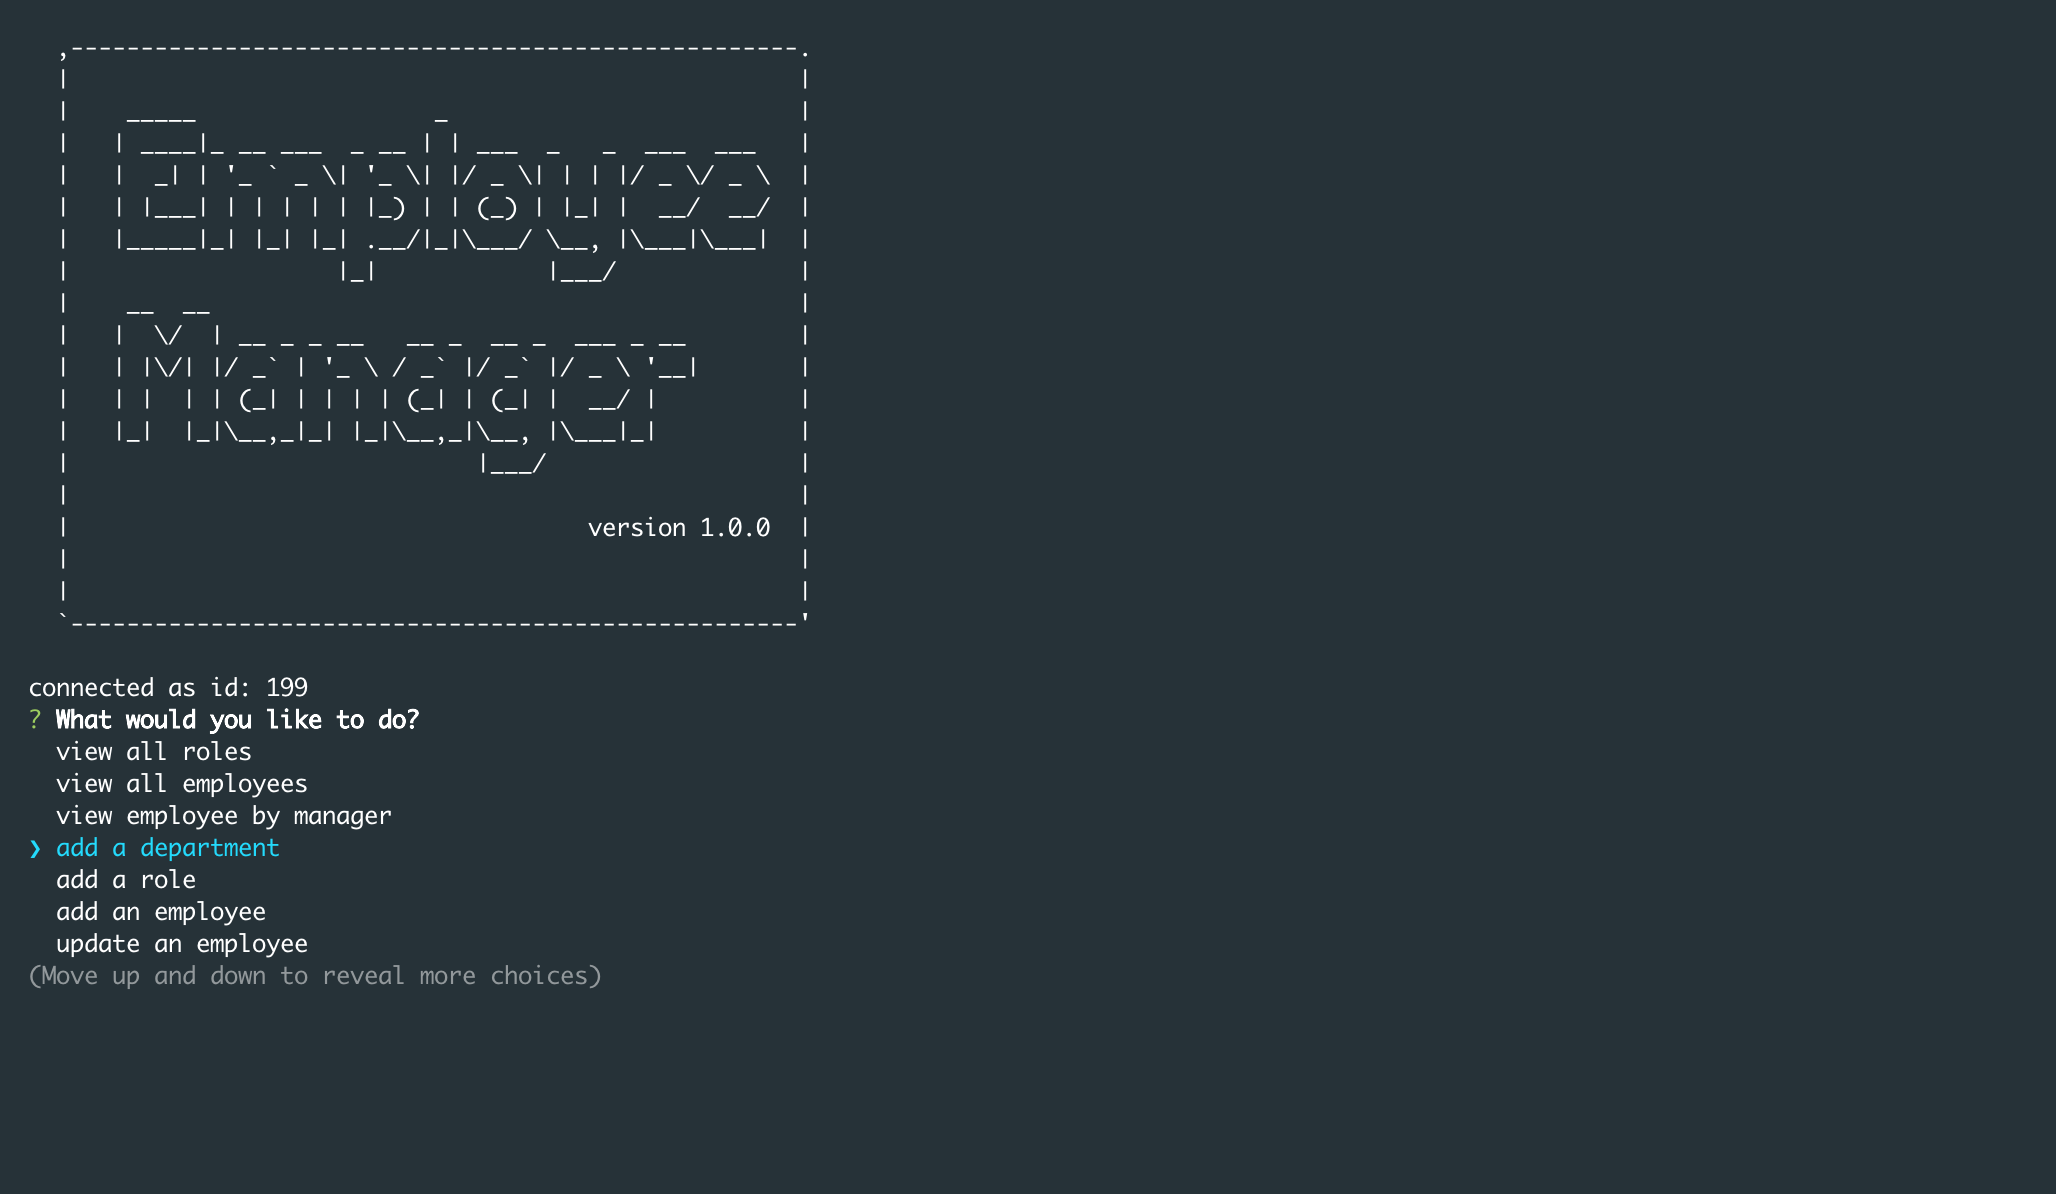 Employee
Manager
version 1.0.0
connected as id: 199
? What would you like to do?
view all roles
view all employees
view employee by manager
❯ add a department
add a role
add an employee
update an employee
(Move up and down to reveal more choices)